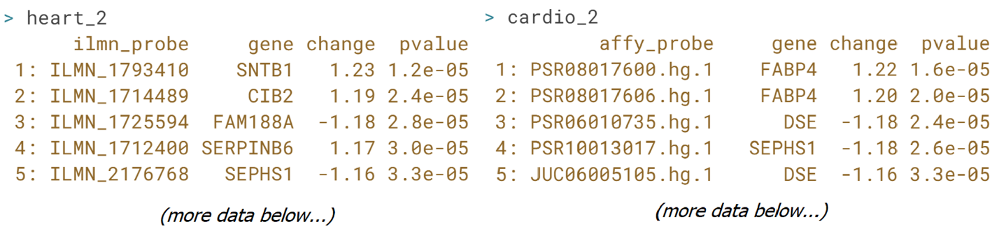 > heart_2
ilmn_probe gene change pvalue
1: ILMN_1793410 SNTB1 1.23 1.2e-05
2: ILMN_1714489 CIB2 1.19 2.4e-05
3: ILMN_1725594 FAM188A -1.18 2.8e-05
4: ILMN_1712400 SERPINB6 1.17 3.0e-05
5: ILMN_2176768 SEPHS1 -1.16 3.3e-05
(more data below...)
> cardio_2
affy_probe gene change pvalue
1: PSR08017600.hg.1 FABP4 1.22 1.6e-05
2: PSR08017606.hg.1 FABP4 1.20 2.0e-05
3: PSR06010735.hg.1 DSE -1.18 2.4e-05
4: PSR10013017.hg.1 SEPHS1 -1.18 2.6e-05
5: JUC06005105.hg.1 DSE -1.16 3.3e-05
(more data below...)